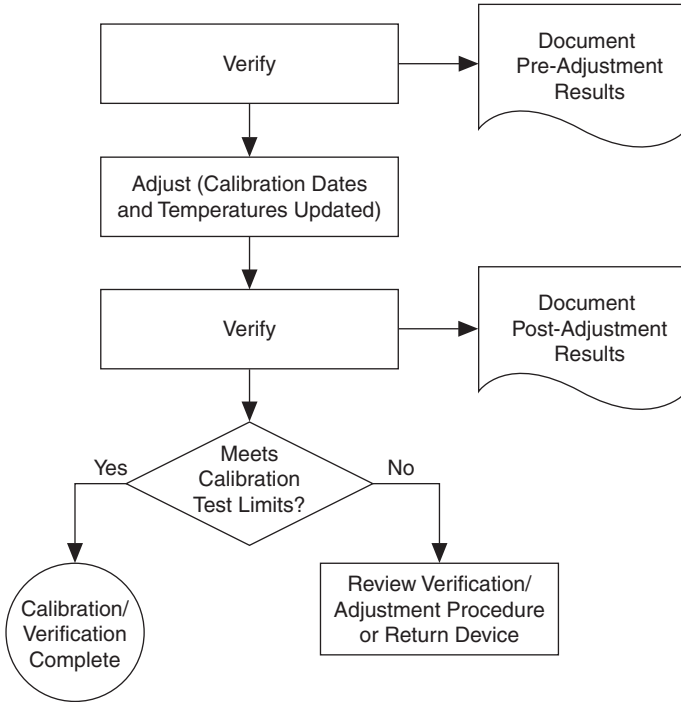 Verify
Document
Pre-Adjustment
Results
Adjust (Calibration Dates
and Temperatures Updated)
Verify
Document
Post-Adjustment
Results
Yes
Meets
Calibration
Test Limits?
No
Calibration/
Verification
Complete
Review Verification/
Adjustment Procedure
or Return Device